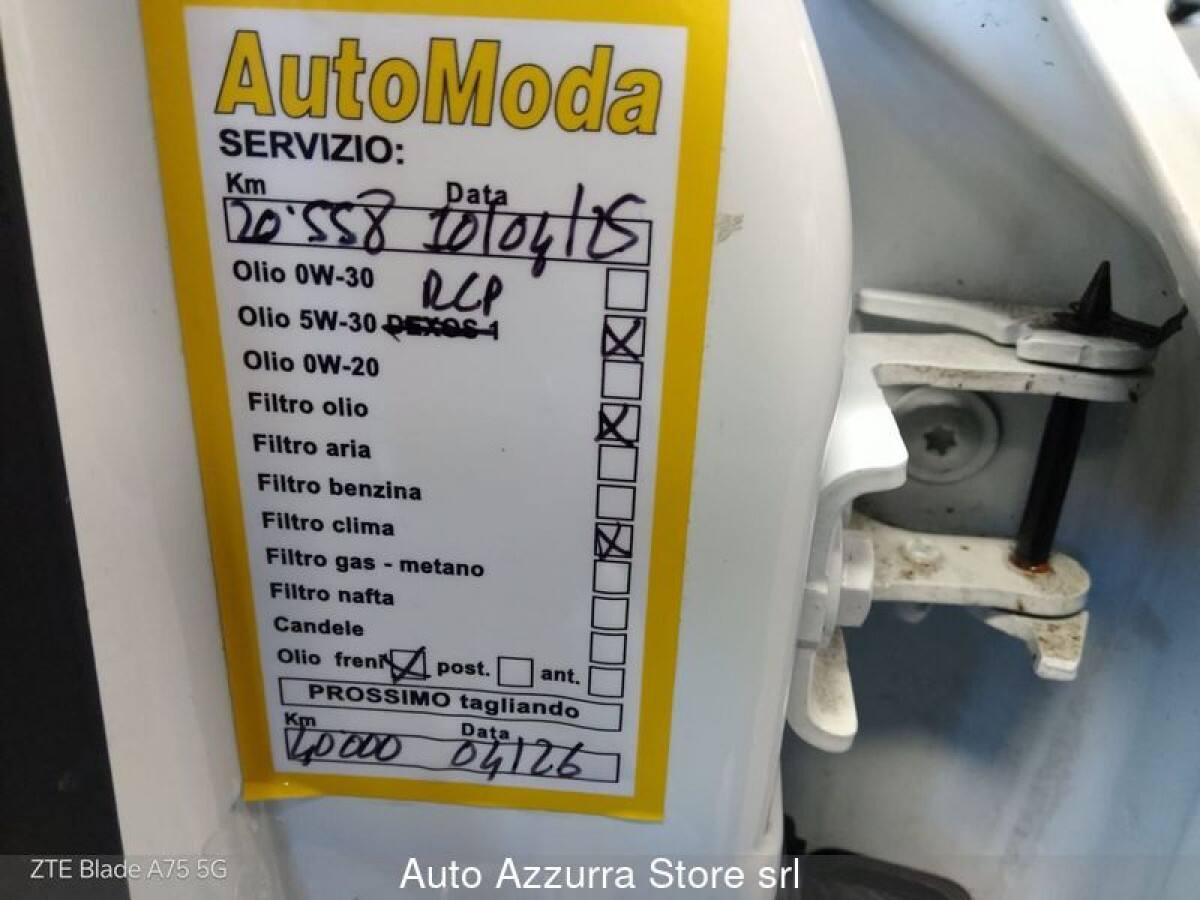 AutoModa
SERVIZIO:
Km Data
20'558 10/04/25
Olio 0W-30
RCP
Olio 5W-30 DEXOS 1
Olio 0W-20
Filtro olio
Filtro aria
Filtro benzina
Filtro clima
Filtro gas - metano
Filtro nafta
Candele
Olio freni post. ant.
PROSSIMO tagliando
Km Data
40'000 04/26
ZTE Blade A75 5G
Auto Azzurra Store srl